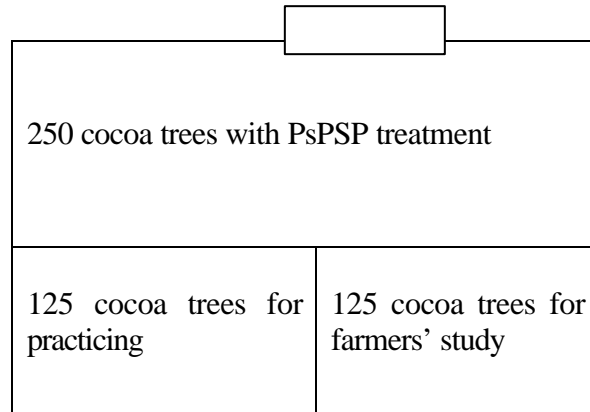 250 cocoa trees with PsPSP treatment
125 cocoa trees for
practicing
125 cocoa trees for
farmers’ study